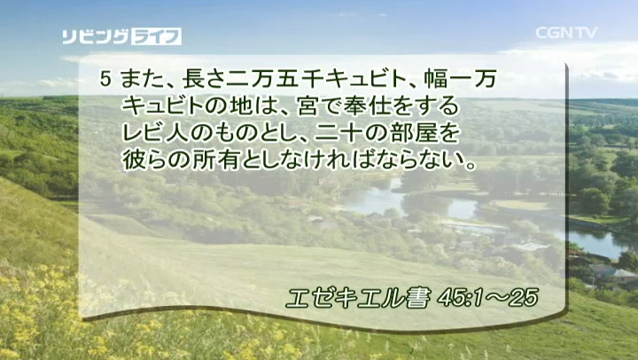 リビングライフ
CGNTV
5 また、長さ二万五千キュビト、幅一万
キュビトの地は、宮で奉仕をする
レビ人のものとし、二十の部屋を
彼らの所有としなければならない。
エゼキエル書 45:1～25